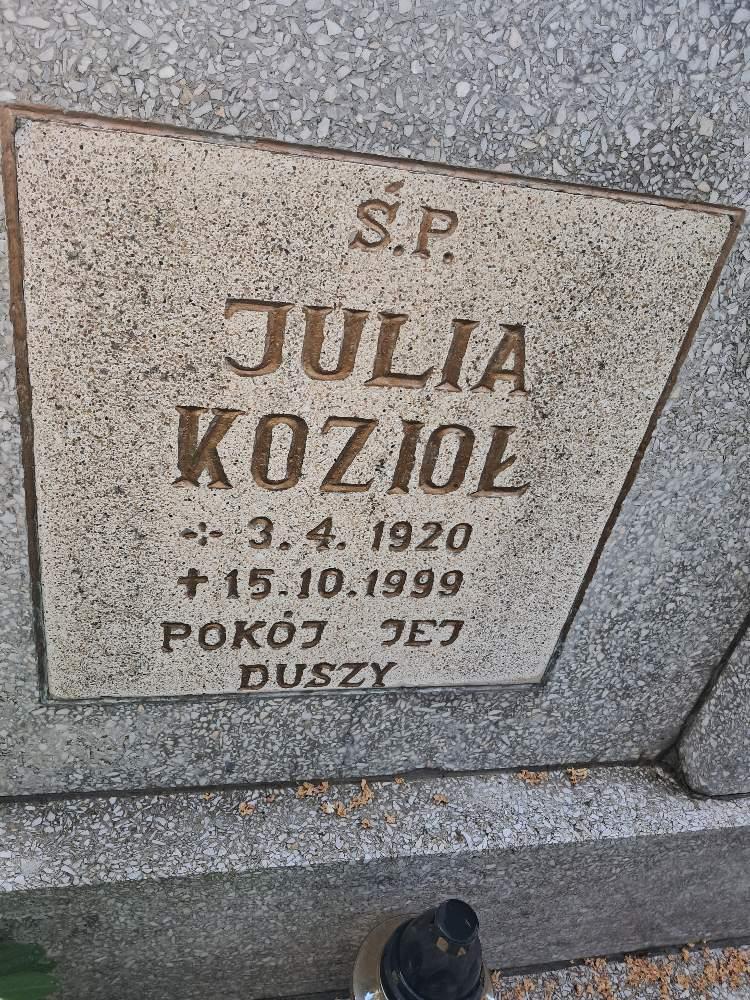 Ś.P.
JULIA
KOZIOŁ
⁘ 3.4. 1920
✝ 15.10.1999
POKÓJ JEJ
DUSZY